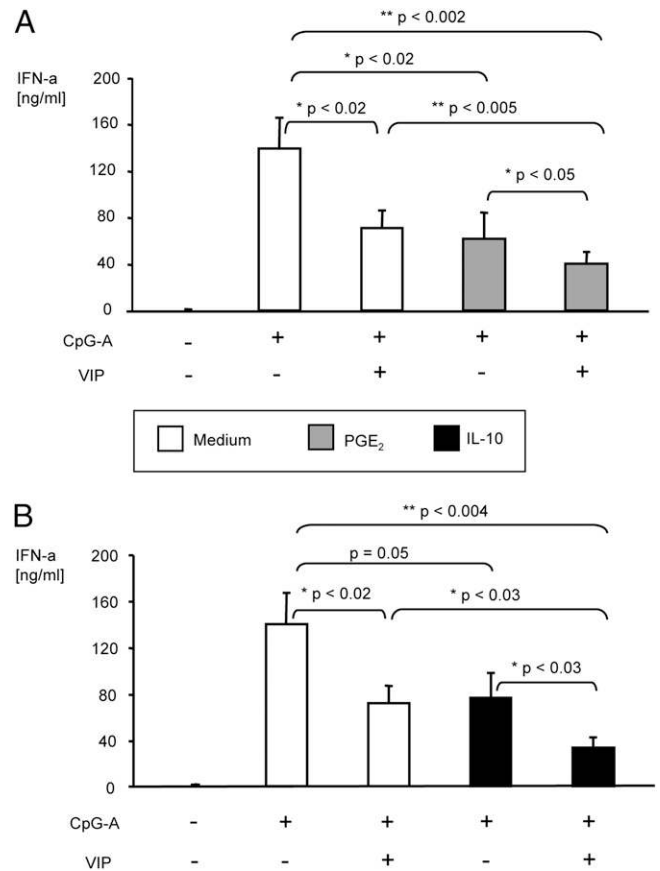 A
** p < 0.002
* p < 0.02
IFN-a
[ng/ml]
* p < 0.02
** p < 0.005
* p < 0.05
200
160
120
80
40
0
CpG-A - + + + +
VIP - - + - +
Medium PGE₂ IL-10
B
** p < 0.004
p = 0.05
IFN-a
[ng/ml]
* p < 0.02
* p < 0.03
* p < 0.03
200
160
120
80
40
0
CpG-A - + + + +
VIP - - + - +